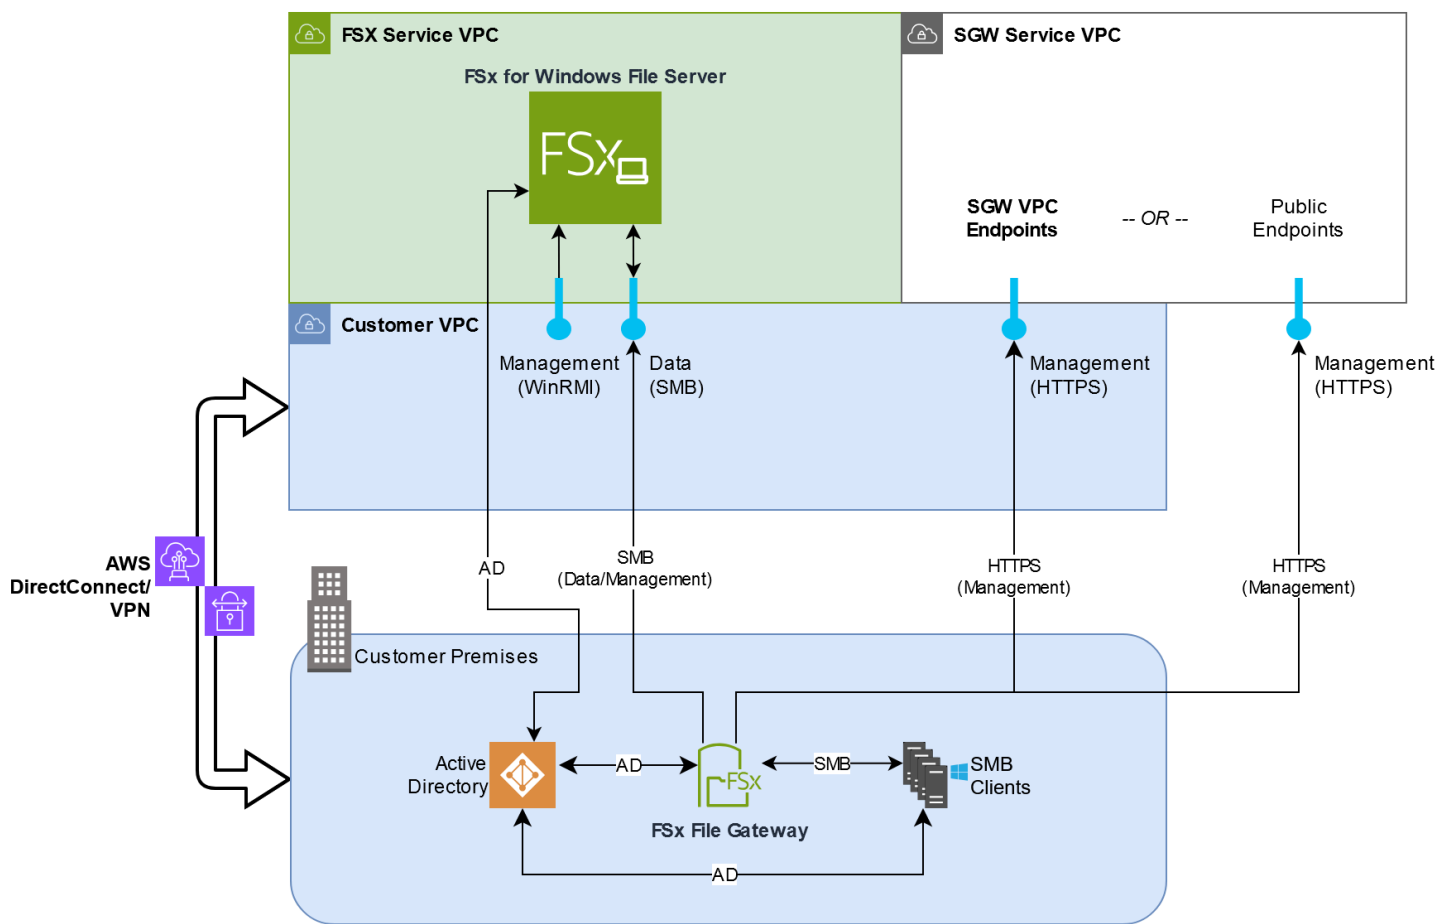 FSX Service VPC
SGW Service VPC
FSx for Windows File Server
FSx
SGW VPC
Endpoints
-- OR --
Public
Endpoints
Customer VPC
Management
(WinRMI)
Data
(SMB)
Management
(HTTPS)
Management
(HTTPS)
AWS
DirectConnect/
VPN
AD
SMB
(Data/Management)
HTTPS
(Management)
HTTPS
(Management)
Customer Premises
Active
Directory
AD
FSx
SMB
SMB
Clients
FSx File Gateway
AD